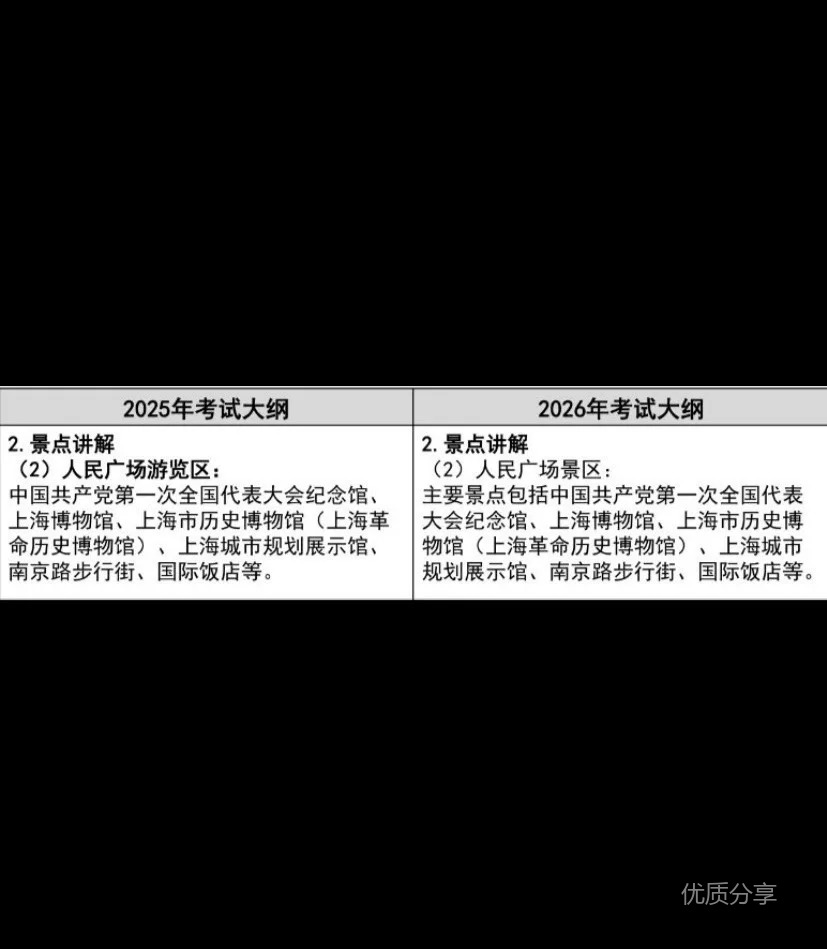 2025年考试大纲
2026年考试大纲
2.景点讲解
（2）人民广场游览区：
中国共产党第一次全国代表大会纪念馆、
上海博物馆、上海市历史博物馆（上海革
命历史博物馆）、上海城市规划展示馆、
南京路步行街、国际饭店等。
2.景点讲解
（2）人民广场景区：
主要景点包括中国共产党第一次全国代表
大会纪念馆、上海博物馆、上海市历史博
物馆（上海革命历史博物馆）、上海城市
规划展示馆、南京路步行街、国际饭店等。
优质分享